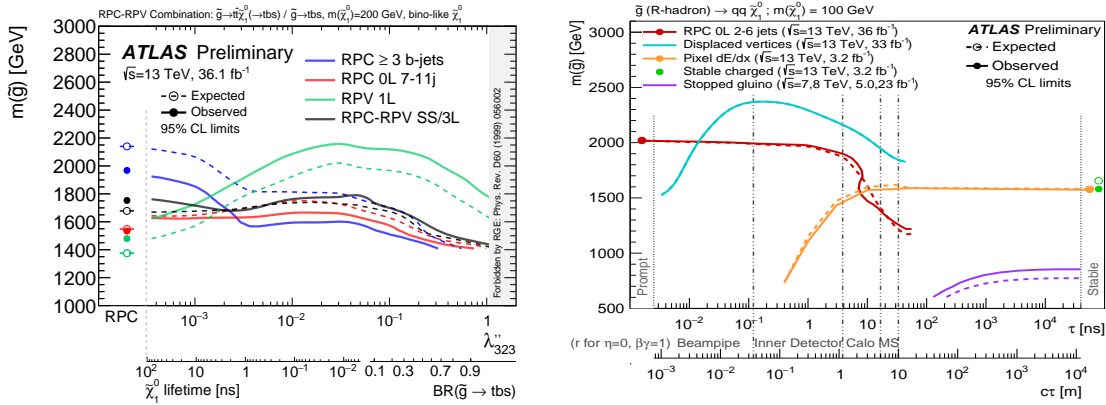 RPC-RPV Combination: g̃→tt̄χ̃⁰₁(→tbs) / g̃→tbs, m(χ̃⁰₁)=200 GeV, bino-like χ̃⁰₁
m(g̃) [GeV]
3000
2800
2600
2400
2200
2000
1800
1600
1400
1200
1000
ATLAS Preliminary
√s=13 TeV, 36.1 fb⁻¹
Expected
Observed
95% CL limits
RPC ≥ 3 b-jets
RPC 0L 7-11j
RPV 1L
RPC-RPV SS/3L
Forbidden by RGE: Phys. Rev. D60 (1999) 056002
RPC 10⁻³ 10⁻² 10⁻¹ 1
λ″₃₂₃
10² 10 1 10⁻¹ 10⁻² 0.1 0.3 0.7 0.9
χ̃⁰₁ lifetime [ns] BR(g̃→ tbs)
g̃ (R-hadron) → qq χ̃⁰₁ ; m(χ̃⁰₁) = 100 GeV
m(g̃) [GeV]
3000
2500
2000
1500
1000
500
RPC 0L 2-6 jets (√s=13 TeV, 36 fb⁻¹)
Displaced vertices (√s=13 TeV, 33 fb⁻¹)
Pixel dE/dx (√s=13 TeV, 3.2 fb⁻¹)
Stable charged (√s=13 TeV, 3.2 fb⁻¹)
Stopped gluino (√s=7,8 TeV, 5.0,23 fb⁻¹)
ATLAS Preliminary
Expected
Observed
95% CL limits
Prompt
Stable
10⁻² 10⁻¹ 1 10 10² 10³ 10⁴ τ [ns]
(r for η=0, βγ=1) Beampipe Inner Detector Calo MS
10⁻³ 10⁻² 10⁻¹ 1 10 10² 10³ 10⁴
cτ [m]